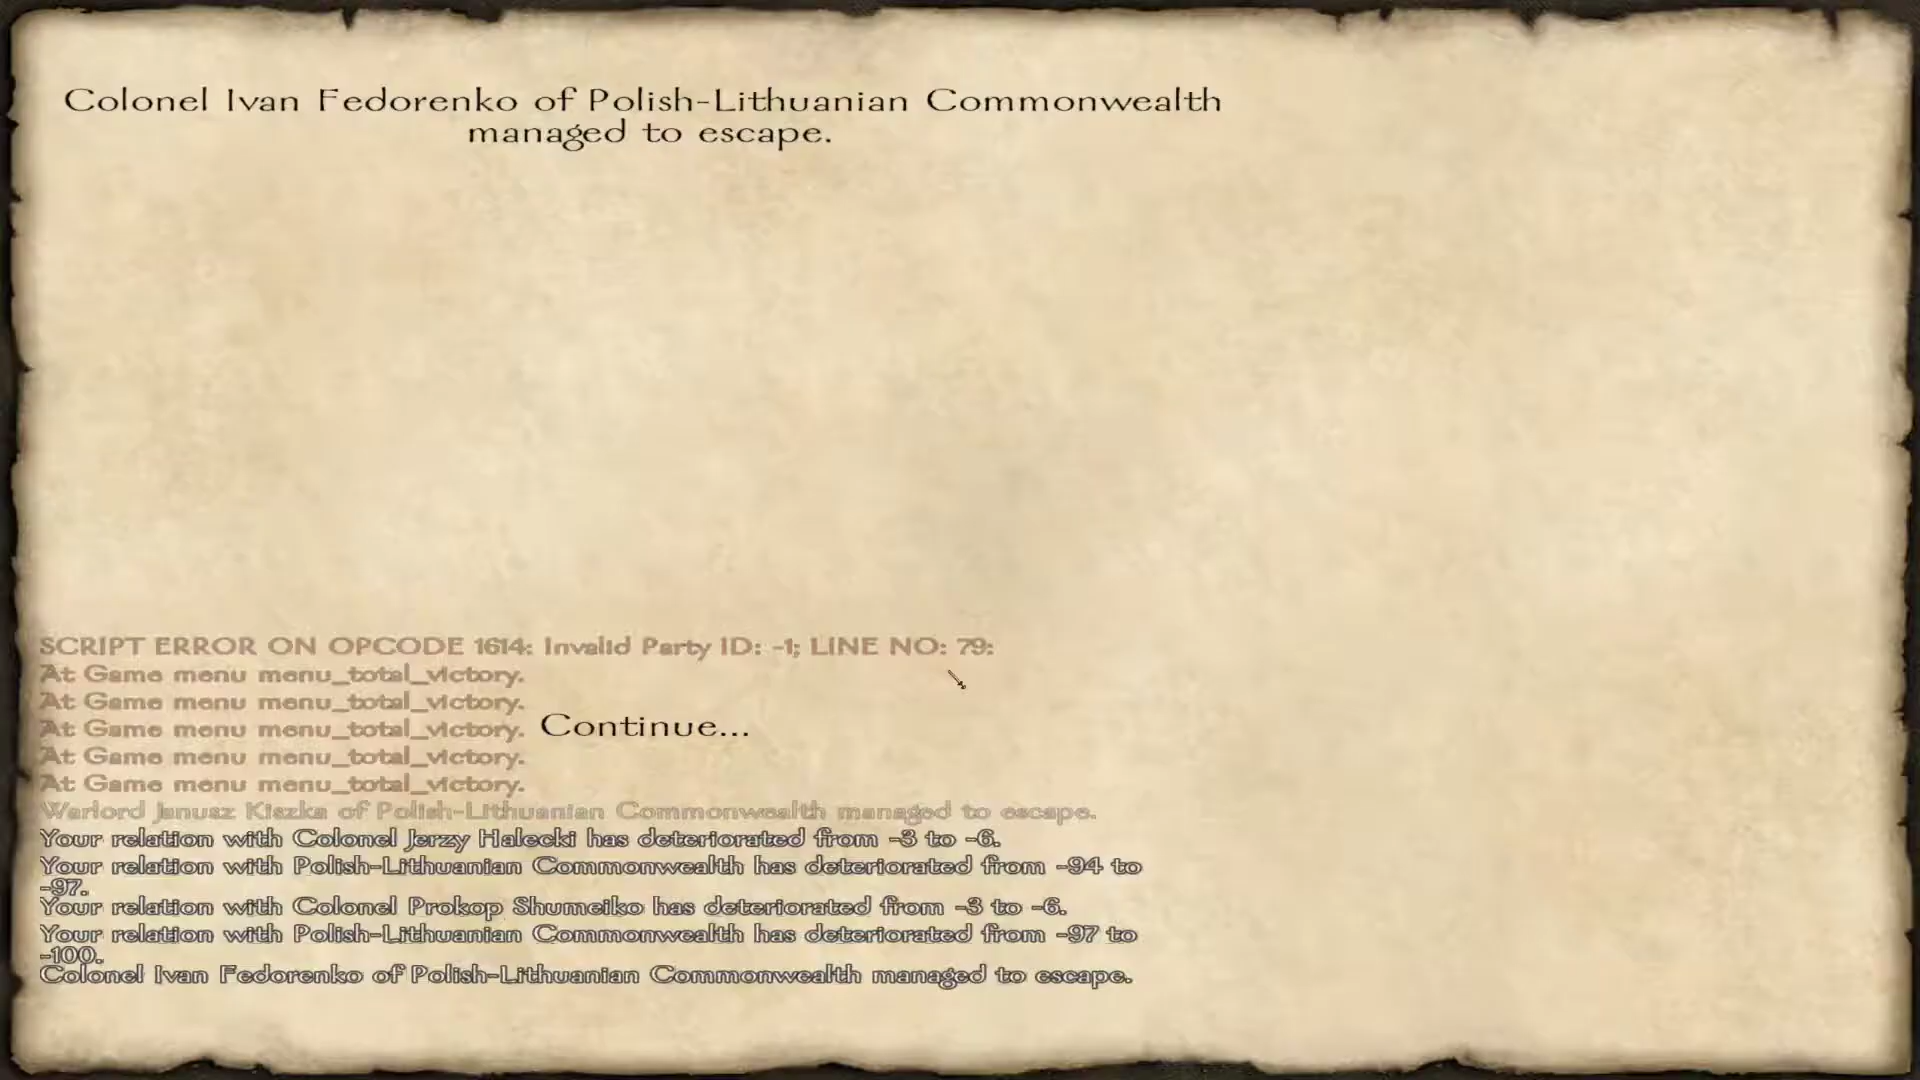 Colonel Ivan Fedorenko of Polish-Lithuanian Commonwealth
managed to escape.
SCRIPT ERROR ON OPCODE 1614: Invalid Party ID: -1; LINE NO: 79:
At Game menu menu_total_victory.
At Game menu menu_total_victory.
At Game menu menu_total_victory.
Continue...
At Game menu menu_total_victory.
At Game menu menu_total_victory.
Warlord Janusz Kiszka of Polish-Lithuanian Commonwealth managed to escape.
Your relation with Colonel Jerzy Halecki has deteriorated from -3 to -6.
Your relation with Polish-Lithuanian Commonwealth has deteriorated from -94 to
-97.
Your relation with Colonel Prokop Shumeiko has deteriorated from -3 to -6.
Your relation with Polish-Lithuanian Commonwealth has deteriorated from -97 to
-100.
Colonel Ivan Fedorenko of Polish-Lithuanian Commonwealth managed to escape.